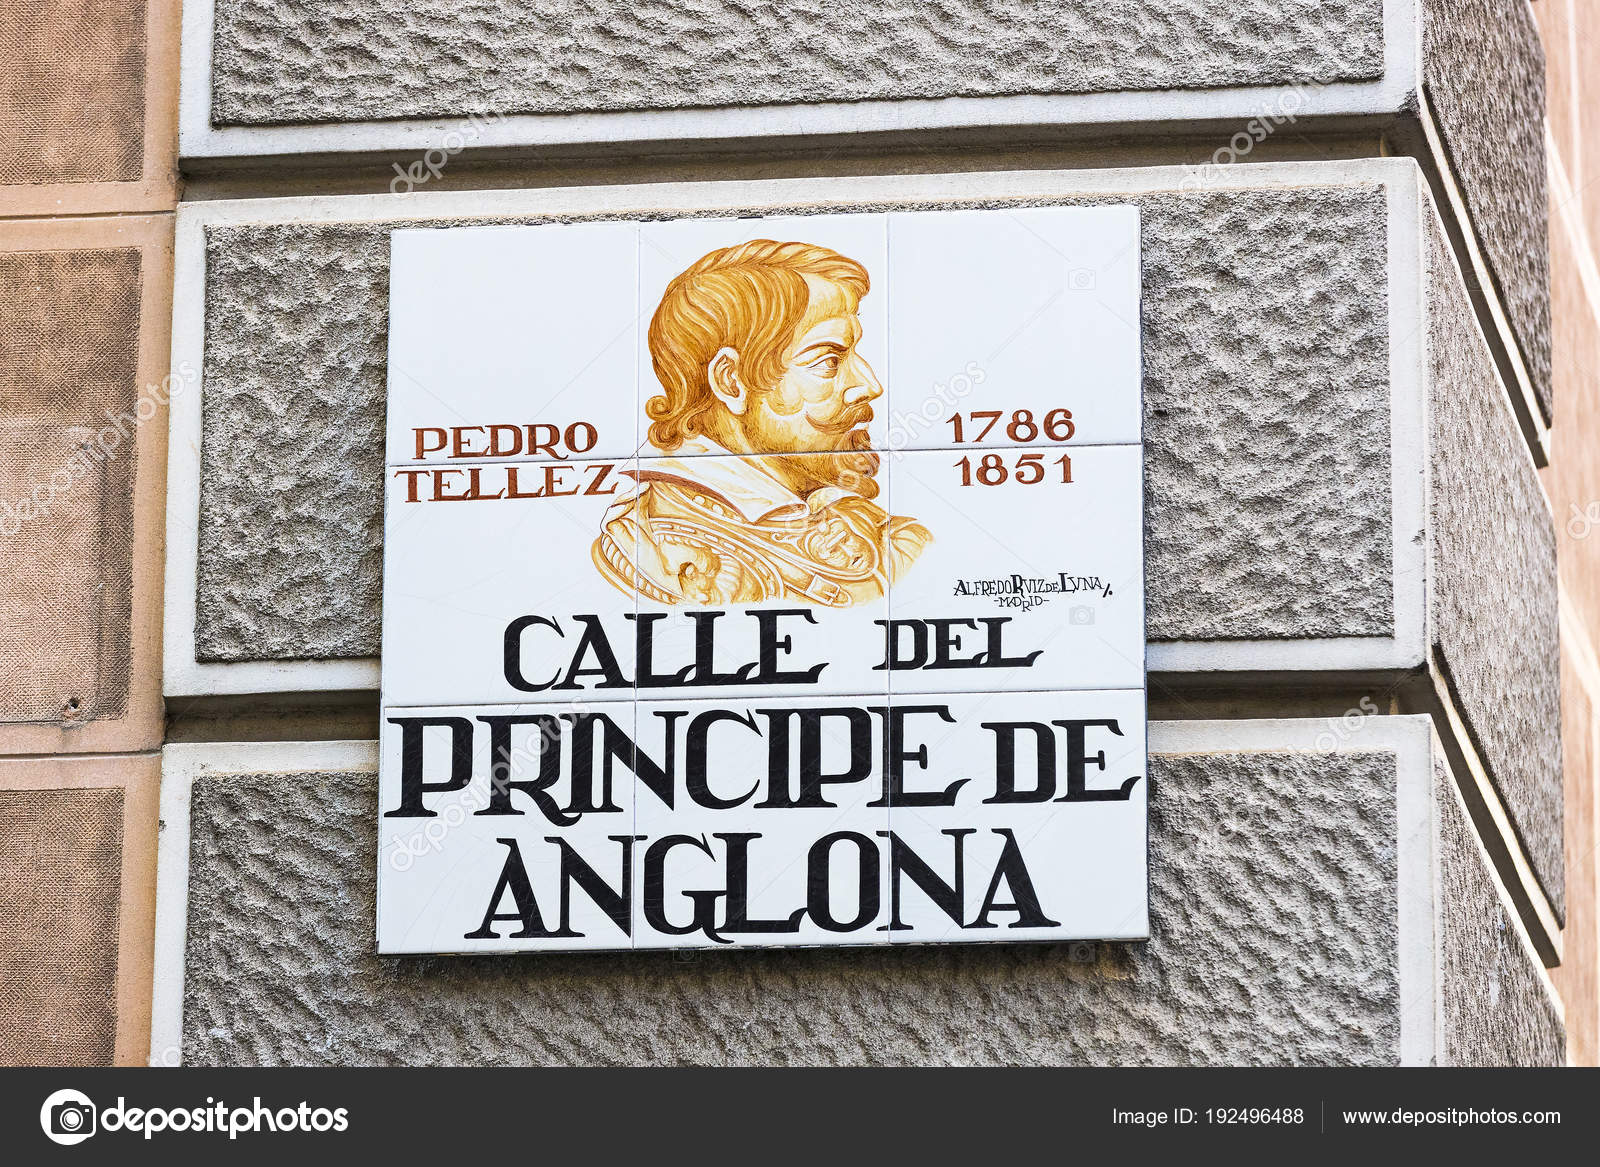 PEDRO
TELLEZ
1786
1851
ALFREDO RUIZ DE LUNA
-MADRID-
CALLE DEL
PRINCIPE DE
ANGLONA
depositphotos
Image ID: 192496488
www.depositphotos.com